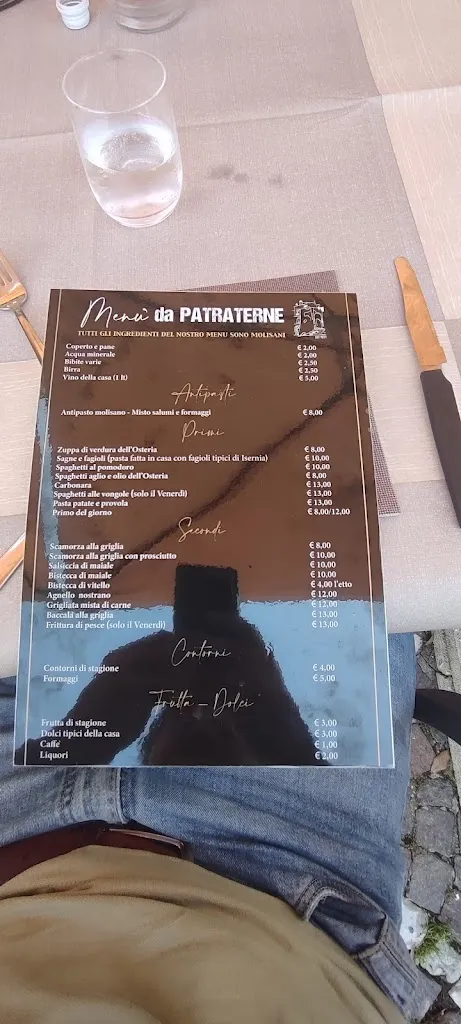 Menù da PATRATERNE
TUTTI GLI INGREDIENTI DEL NOSTRO MENU SONO MOLISANI
Coperto e pane € 2,00
Acqua minerale € 2,00
Bibite varie € 2,50
Birra € 2,50
Vino della casa (1 lt) € 5,00
Antipasti
Antipasto molisano - Misto salumi e formaggi € 8,00
Primi
Zuppa di verdura dell'Osteria € 8,00
Sagne e fagioli (pasta fatta in casa con fagioli tipici di Isernia) € 10,00
Spaghetti al pomodoro € 10,00
Spaghetti aglio e olio dell'Osteria € 8,00
Carbonara € 13,00
Spaghetti alle vongole (solo il Venerdì) € 13,00
Pasta patate e provola € 13,00
Primo del giorno € 8,00/12,00
Secondi
Scamorza alla griglia € 8,00
Scamorza alla griglia con prosciutto € 10,00
Salsiccia di maiale € 10,00
Bistecca di maiale € 10,00
Bistecca di vitello € 4,00 l'etto
Agnello nostrano € 12,00
Grigliata mista di carne € 12,00
Baccalà alla griglia € 13,00
Frittura di pesce (solo il Venerdì) € 13,00
Contorni
Contorni di stagione € 4,00
Formaggi € 5,00
Frutta - Dolci
Frutta di stagione € 3,00
Dolci tipici della casa € 3,00
Caffè € 1,00
Liquori € 2,00